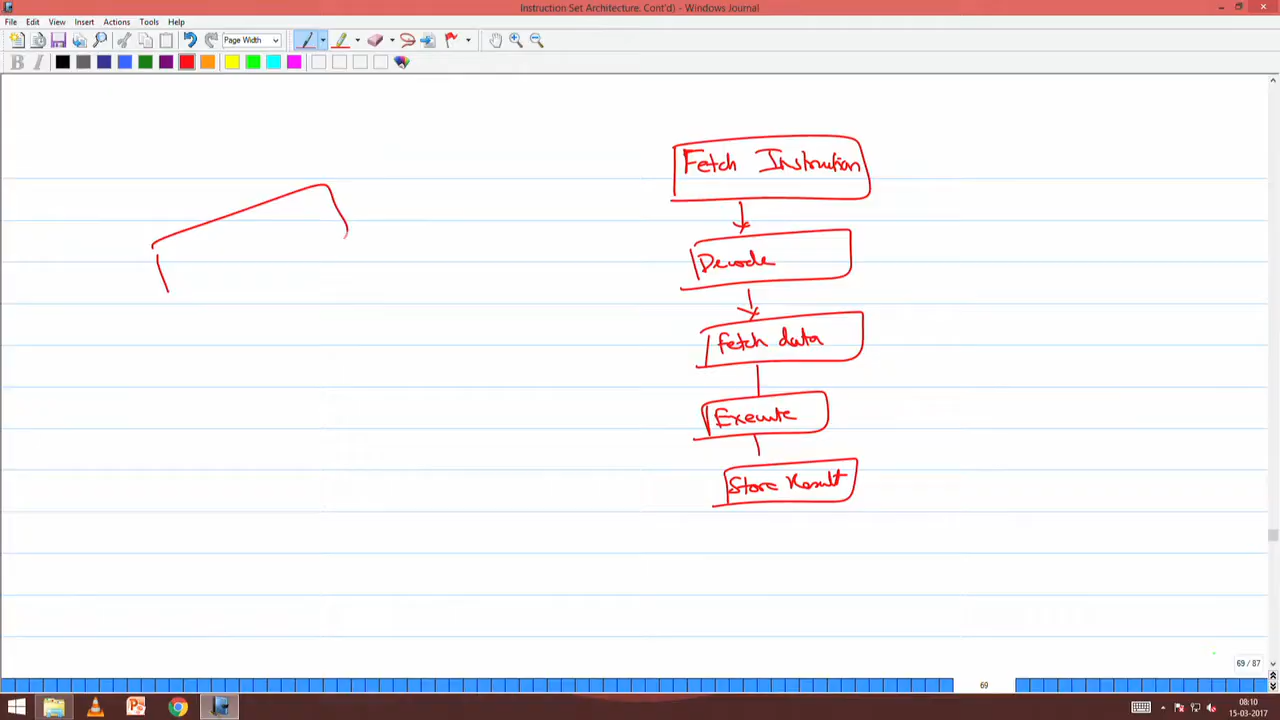 Instruction Set Architecture. Cont'd) - Windows Journal
File Edit View Insert Actions Tools Help
Page Width
B I
Fetch Instruction
Decode
Fetch data
Execute
Store Result
69 / 87
69
08:10
15-03-2017